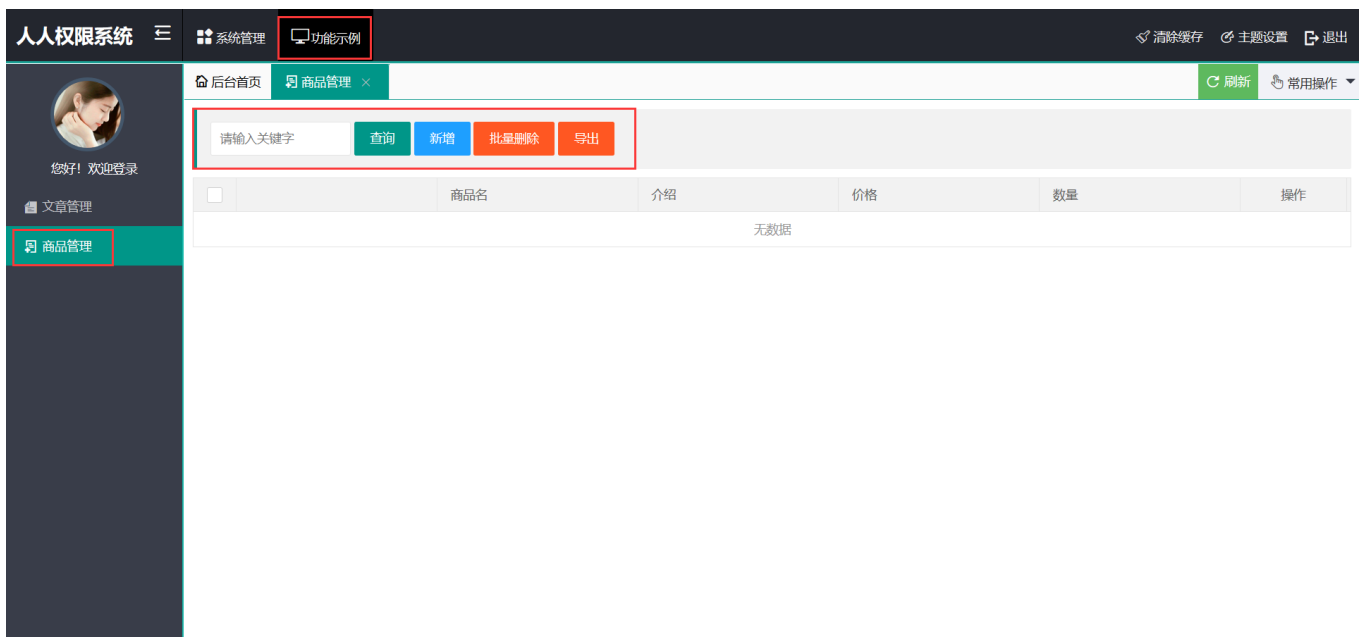 人人权限系统 系统管理 功能示例 清除缓存 主题设置 退出
后台首页 商品管理 刷新 常用操作
请输入关键字 查询 新增 批量删除 导出
您好！欢迎登录
商品名 介绍 价格 数量 操作
文章管理
无数据
商品管理